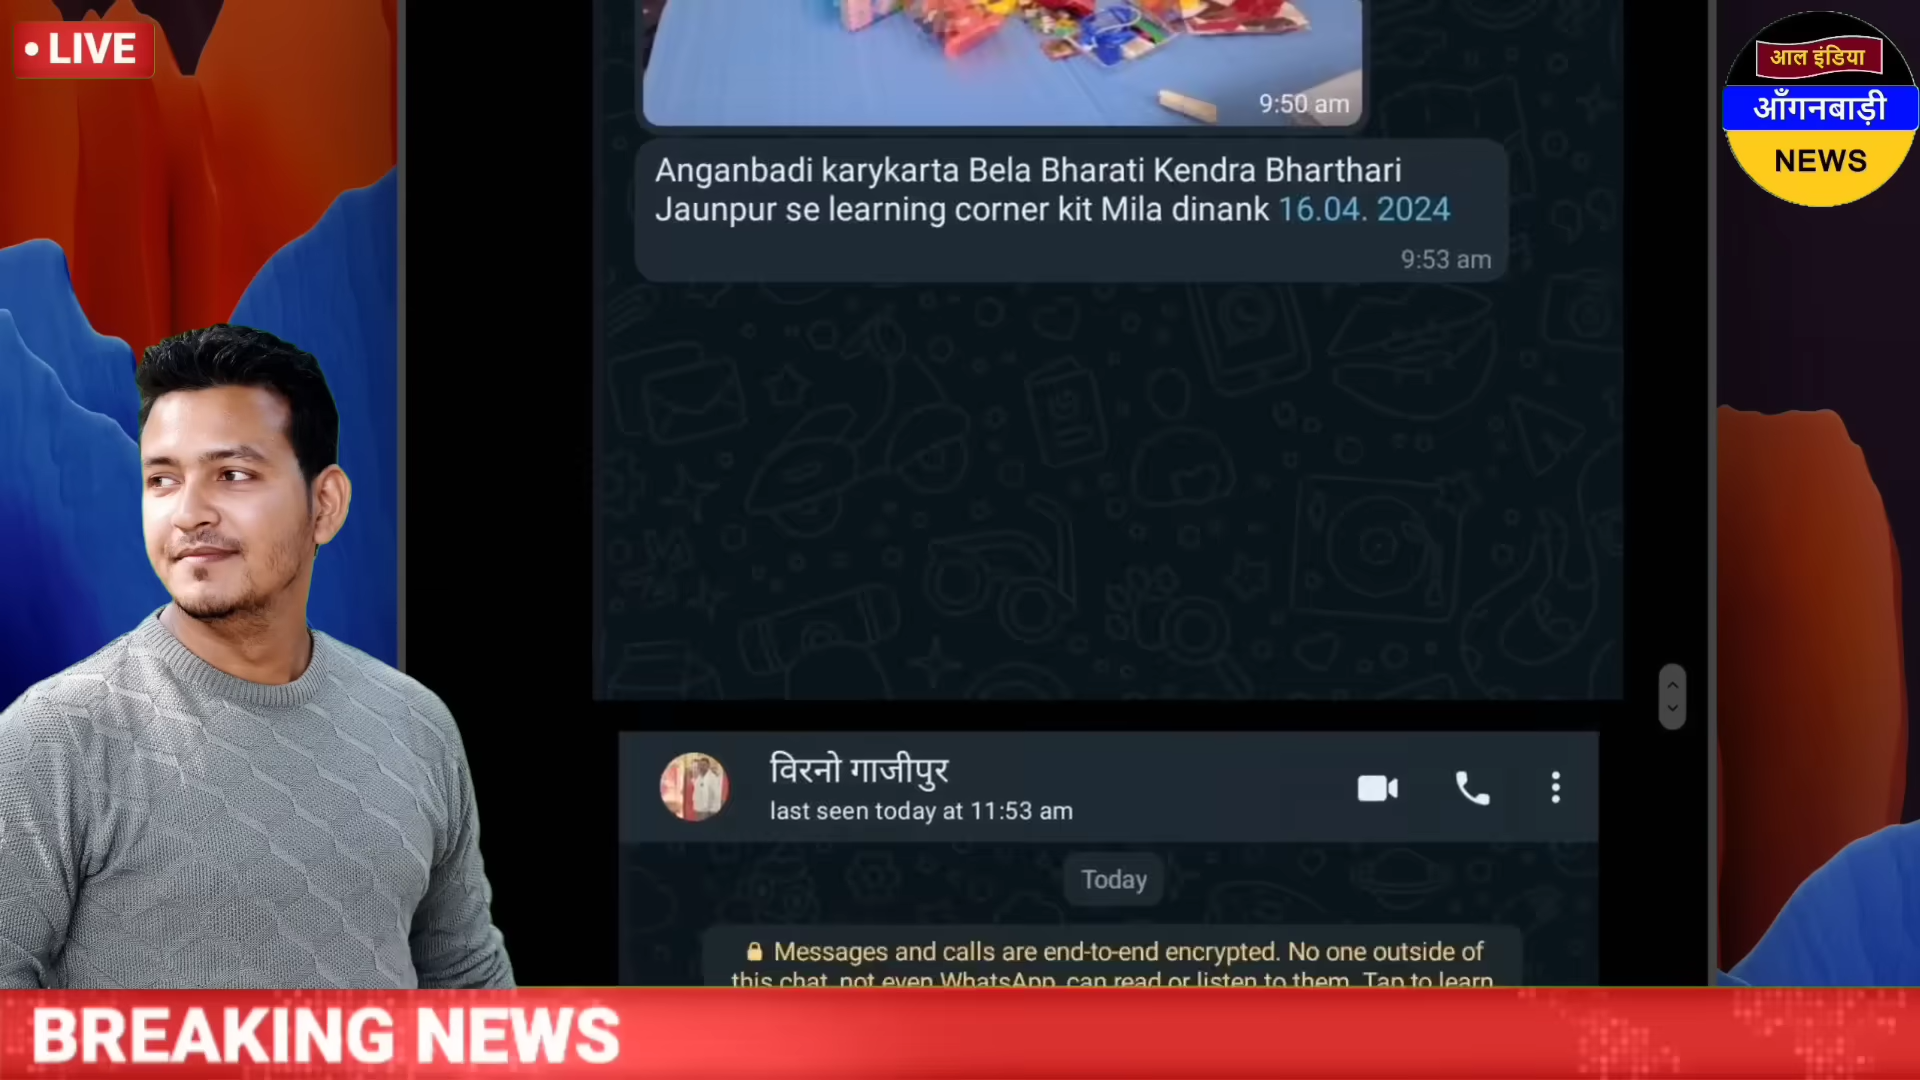 LIVE
आल इंडिया
आँगनबाड़ी
NEWS
9:50 am
Anganbadi karykarta Bela Bharati Kendra Bharthari
Jaunpur se learning corner kit Mila dinank 16.04. 2024
9:53 am
विरनो गाजीपुर
last seen today at 11:53 am
Today
Messages and calls are end-to-end encrypted. No one outside of
this chat, not even WhatsApp, can read or listen to them. Tap to learn
BREAKING NEWS